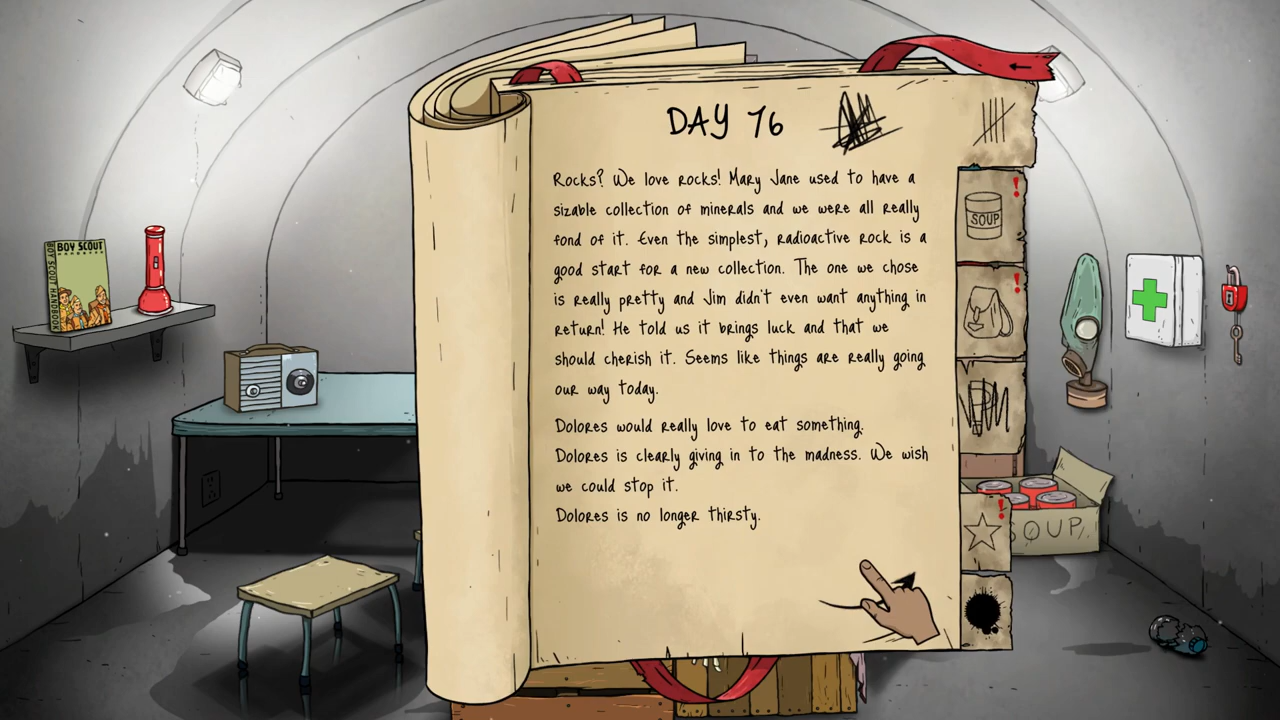 DAY 76
Rocks? We love rocks! Mary Jane used to have a
sizable collection of minerals and we were all really
fond of it. Even the simplest, radioactive rock is a
good start for a new collection. The one we chose
is really pretty and Jim didn't even want anything in
return! He told us it brings luck and that we
should cherish it. Seems like things are really going
our way today.
Dolores would really love to eat something.
Dolores is clearly giving in to the madness. We wish
we could stop it.
Dolores is no longer thirsty.
BOY SCOUT
HANDBOOK
BOY SCOUT HANDBOOK
SOUP
!
!
!
SOUP